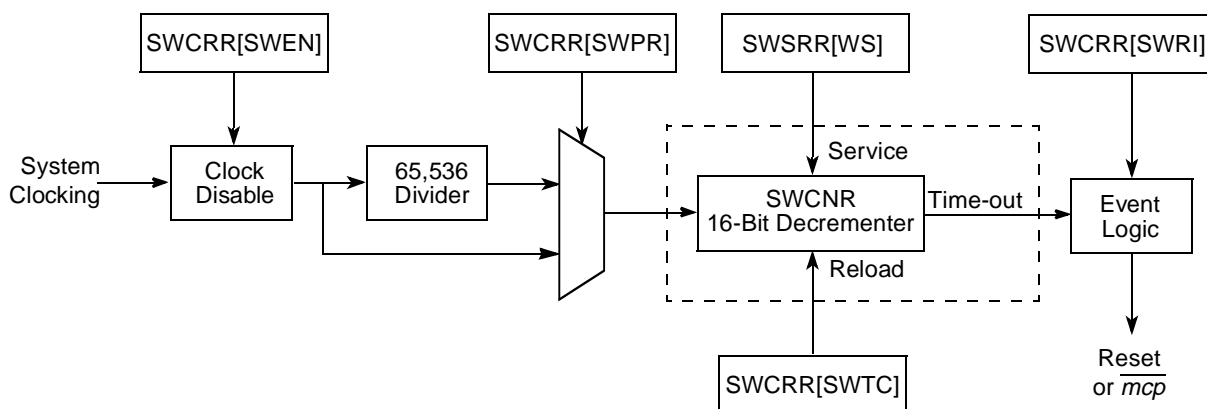 SWCRR[SWEN]
SWCRR[SWPR]
SWSRR[WS]
SWCRR[SWRI]
System
Clocking
Clock
Disable
65,536
Divider
Service
SWCNR
16-Bit Decrementer
Time-out
Event
Logic
Reload
SWCRR[SWTC]
Reset
or mcp